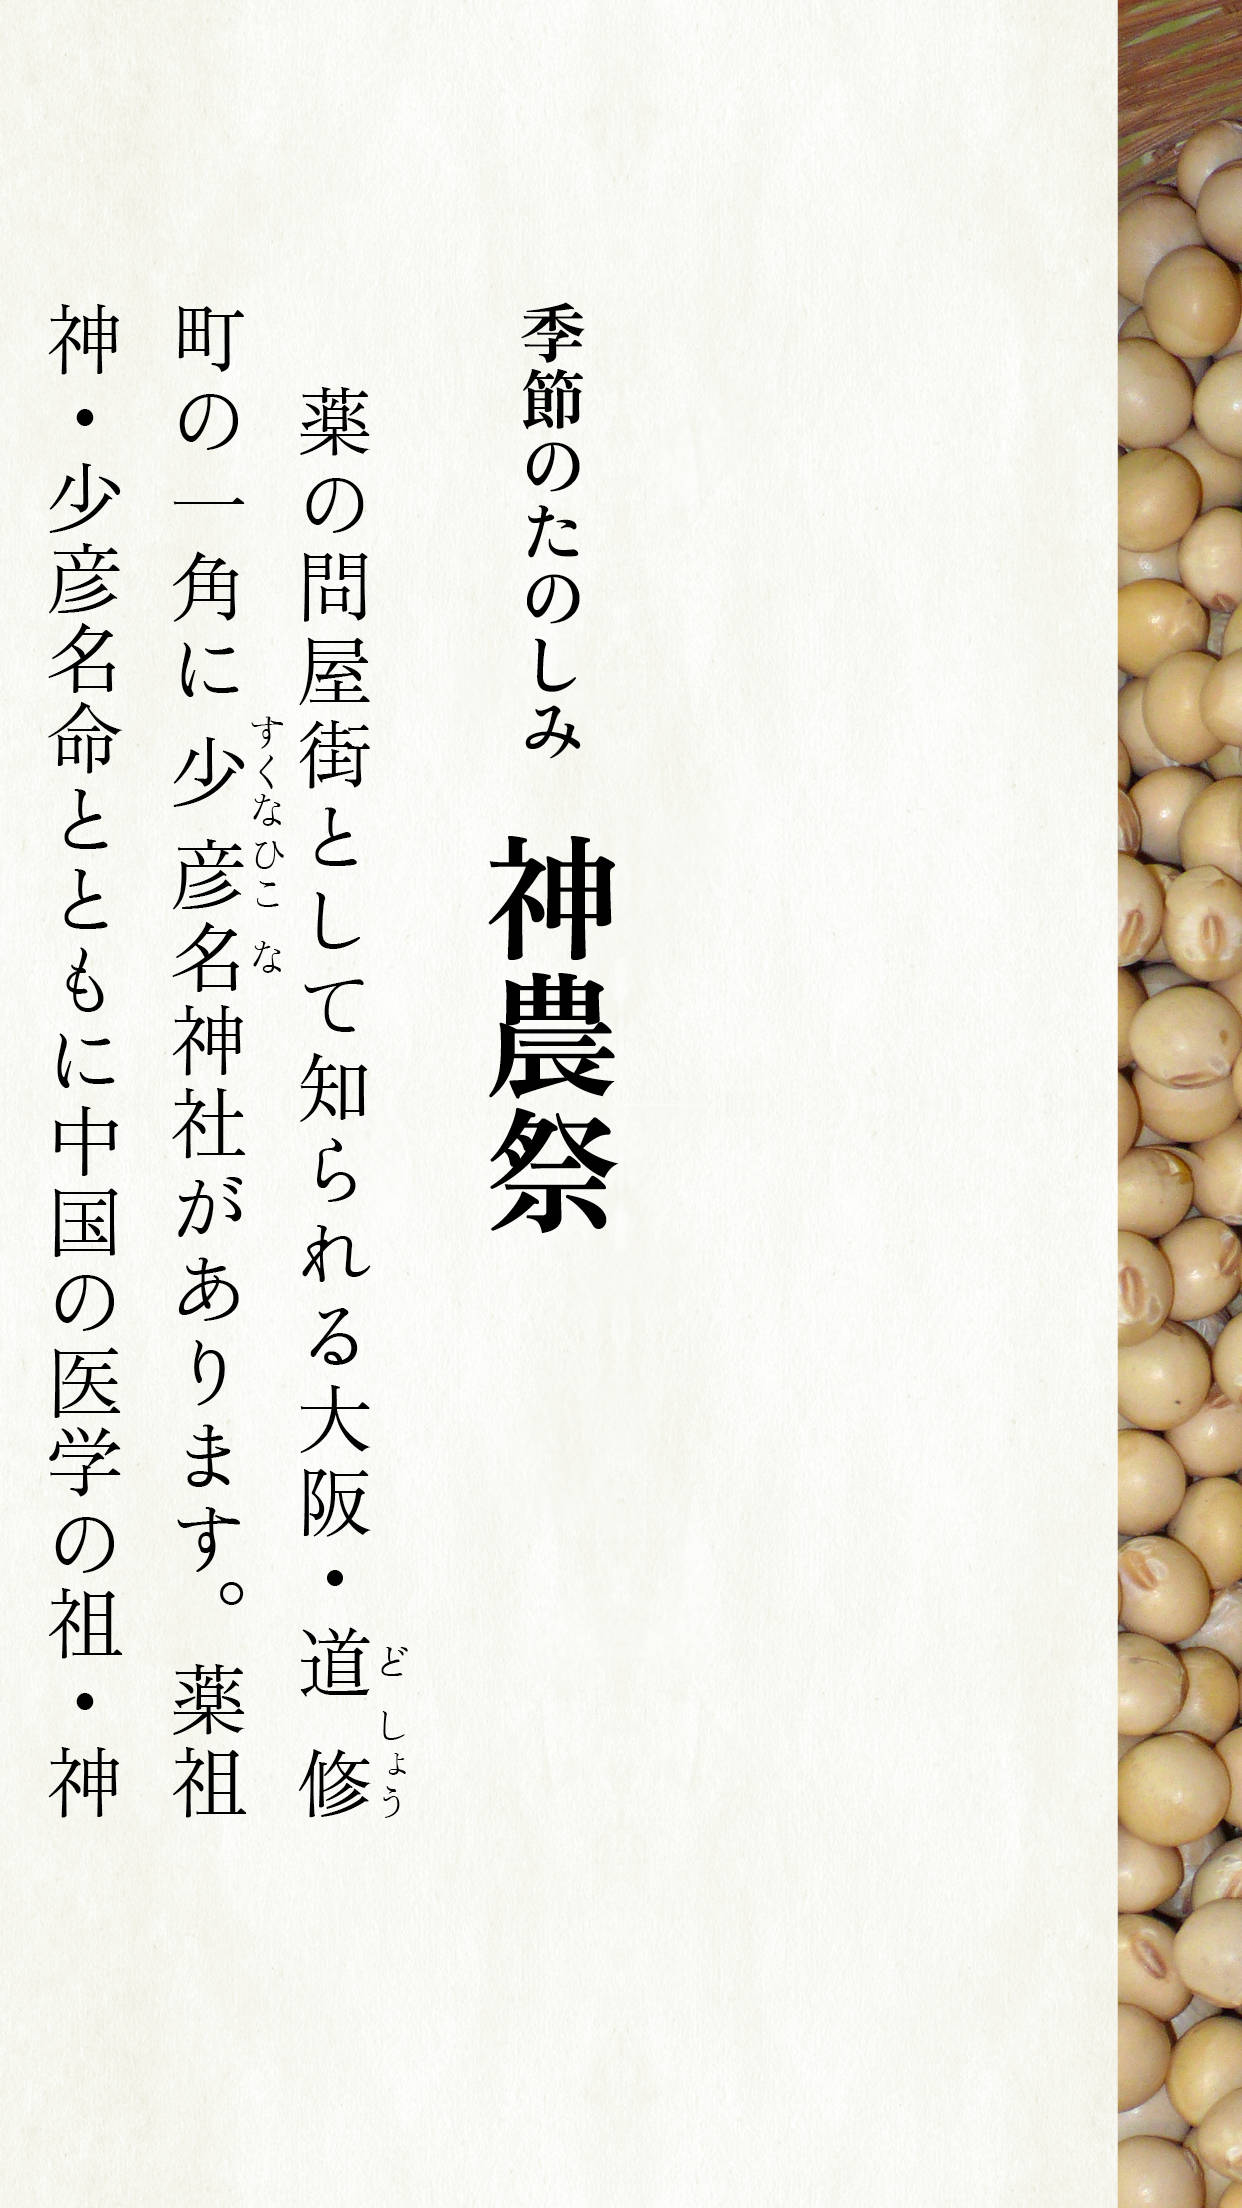 季節のたのしみ　神農祭
薬の問屋街として知られる大阪・道修
どしょう
町の一角に少彦名神社があります。薬祖
すくなひこな
神・少彦名命とともに中国の医学の祖・神